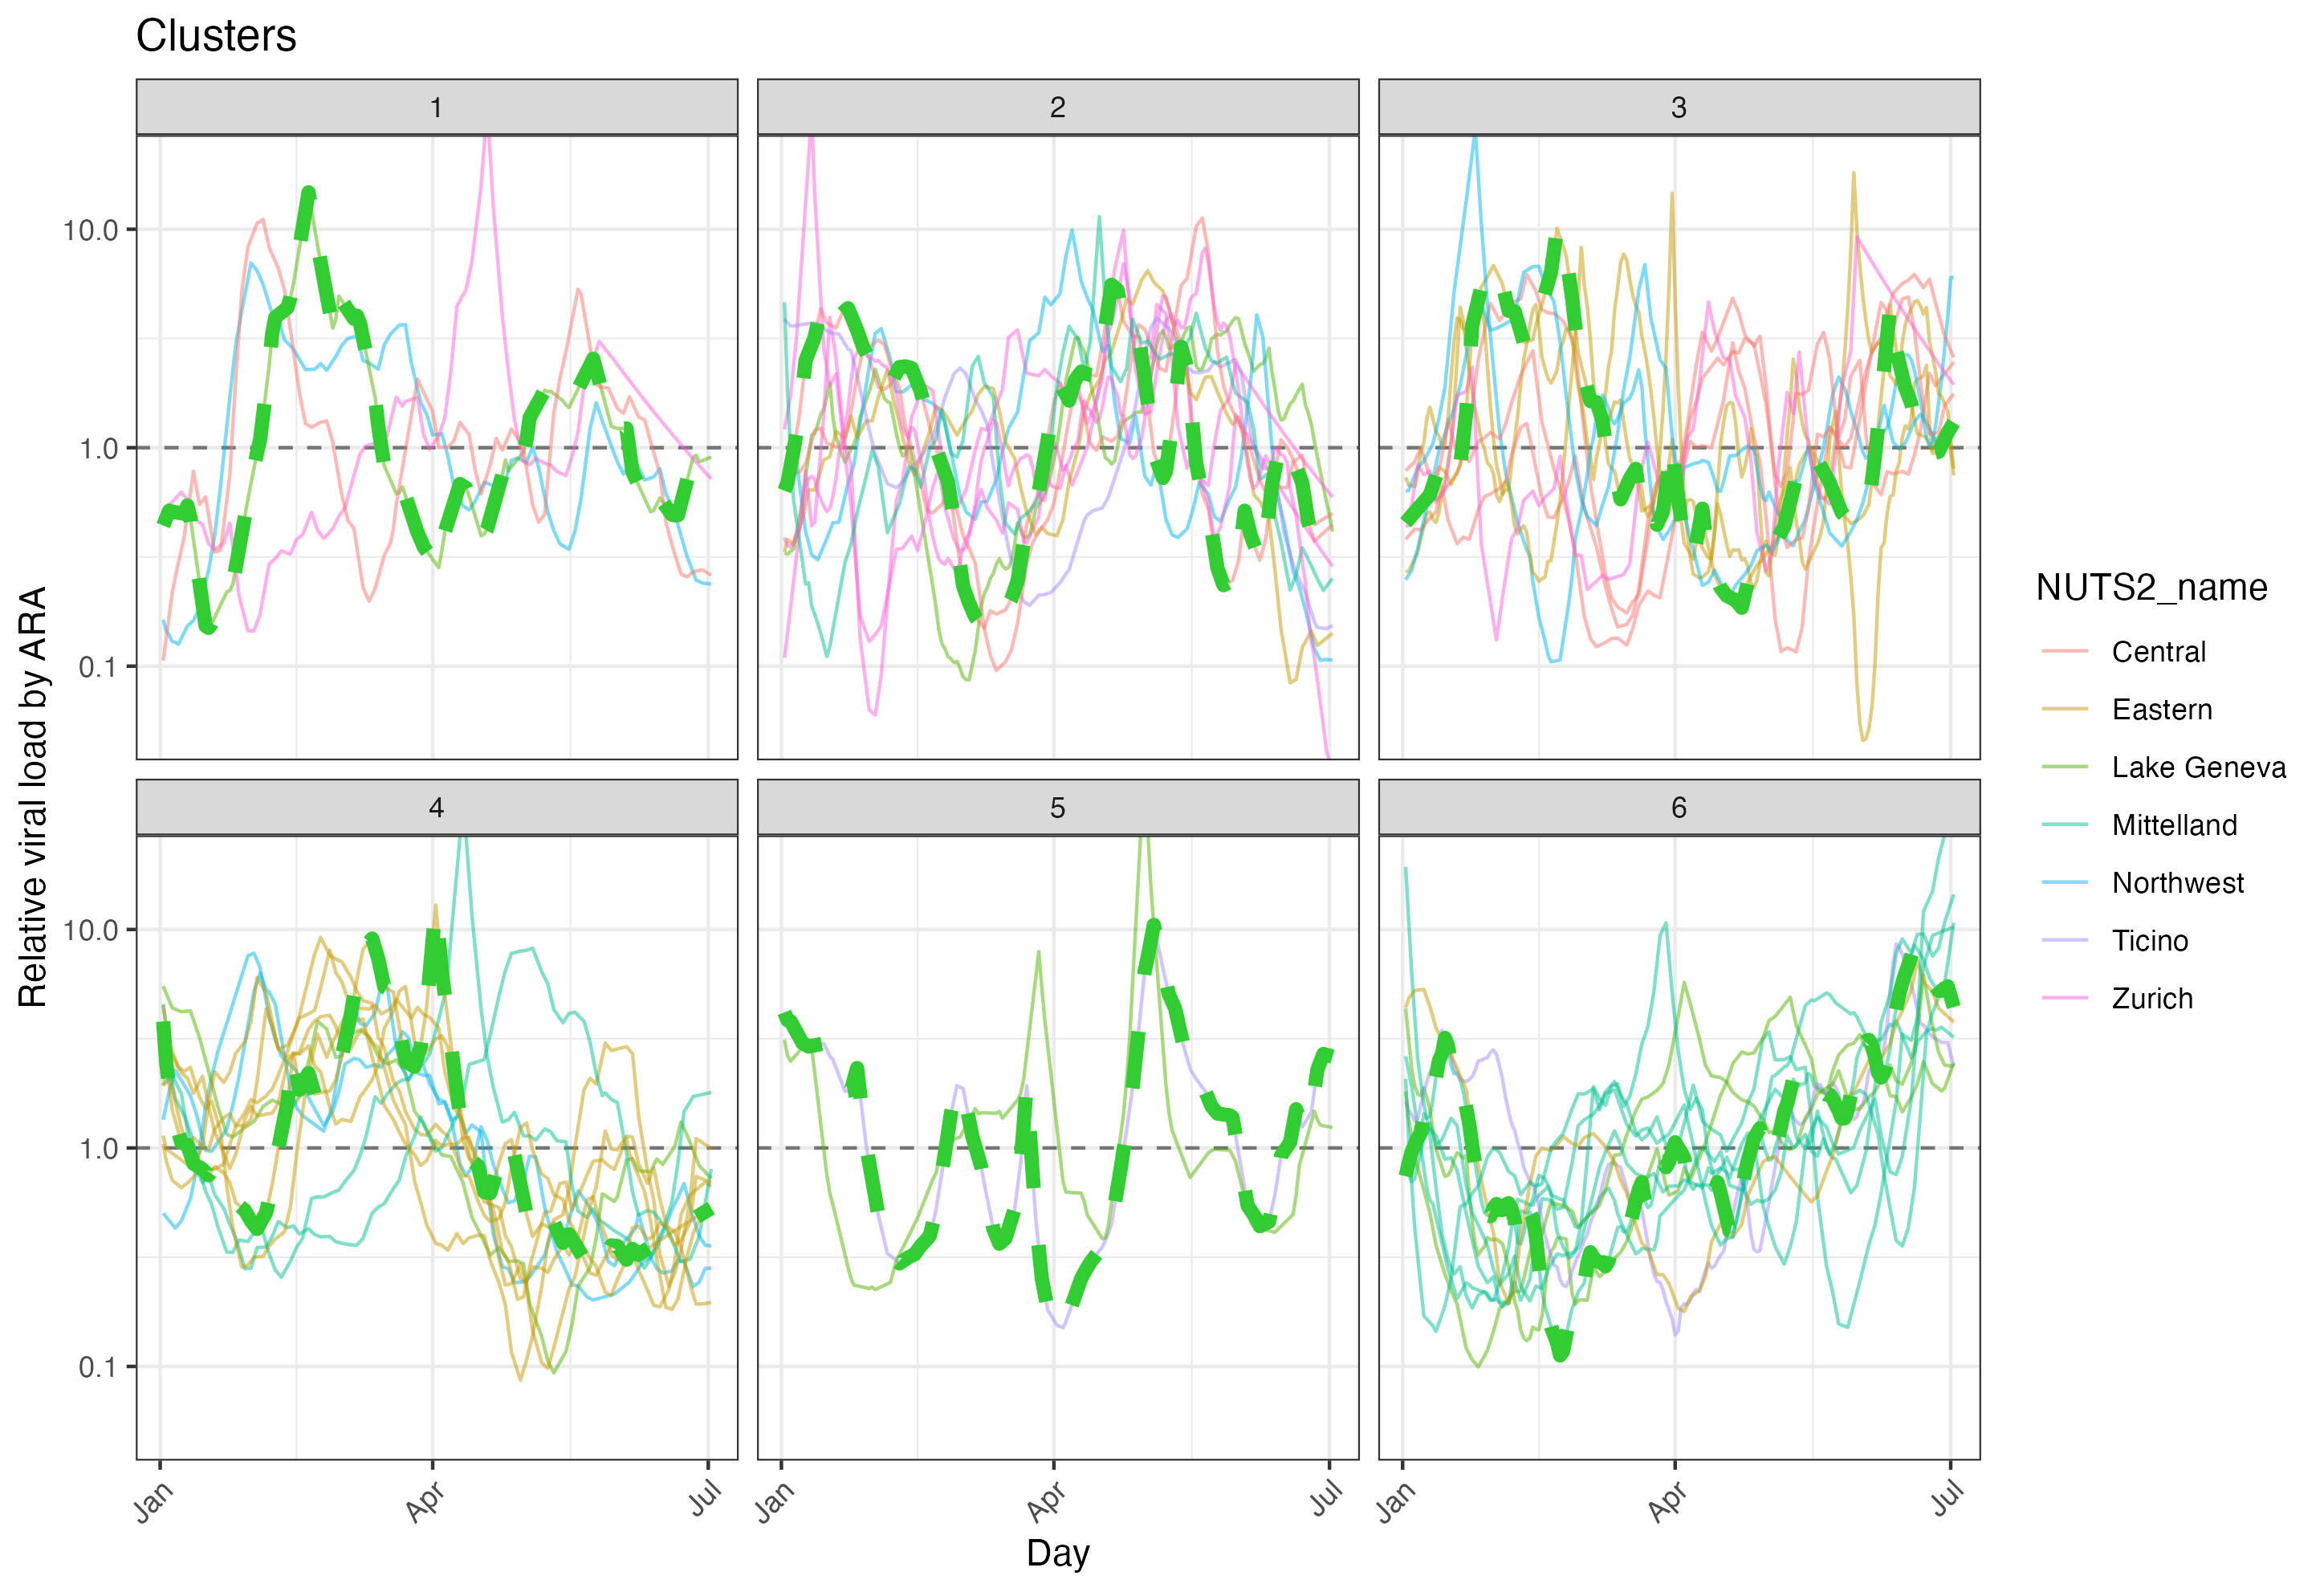 Clusters
1
2
3
10.0
1.0
0.1
4
5
6
10.0
1.0
0.1
Relative viral load by ARA
Jan
Apr
Jul
Jan
Apr
Jul
Jan
Apr
Jul
Day
NUTS2_name
Central
Eastern
Lake Geneva
Mittelland
Northwest
Ticino
Zurich